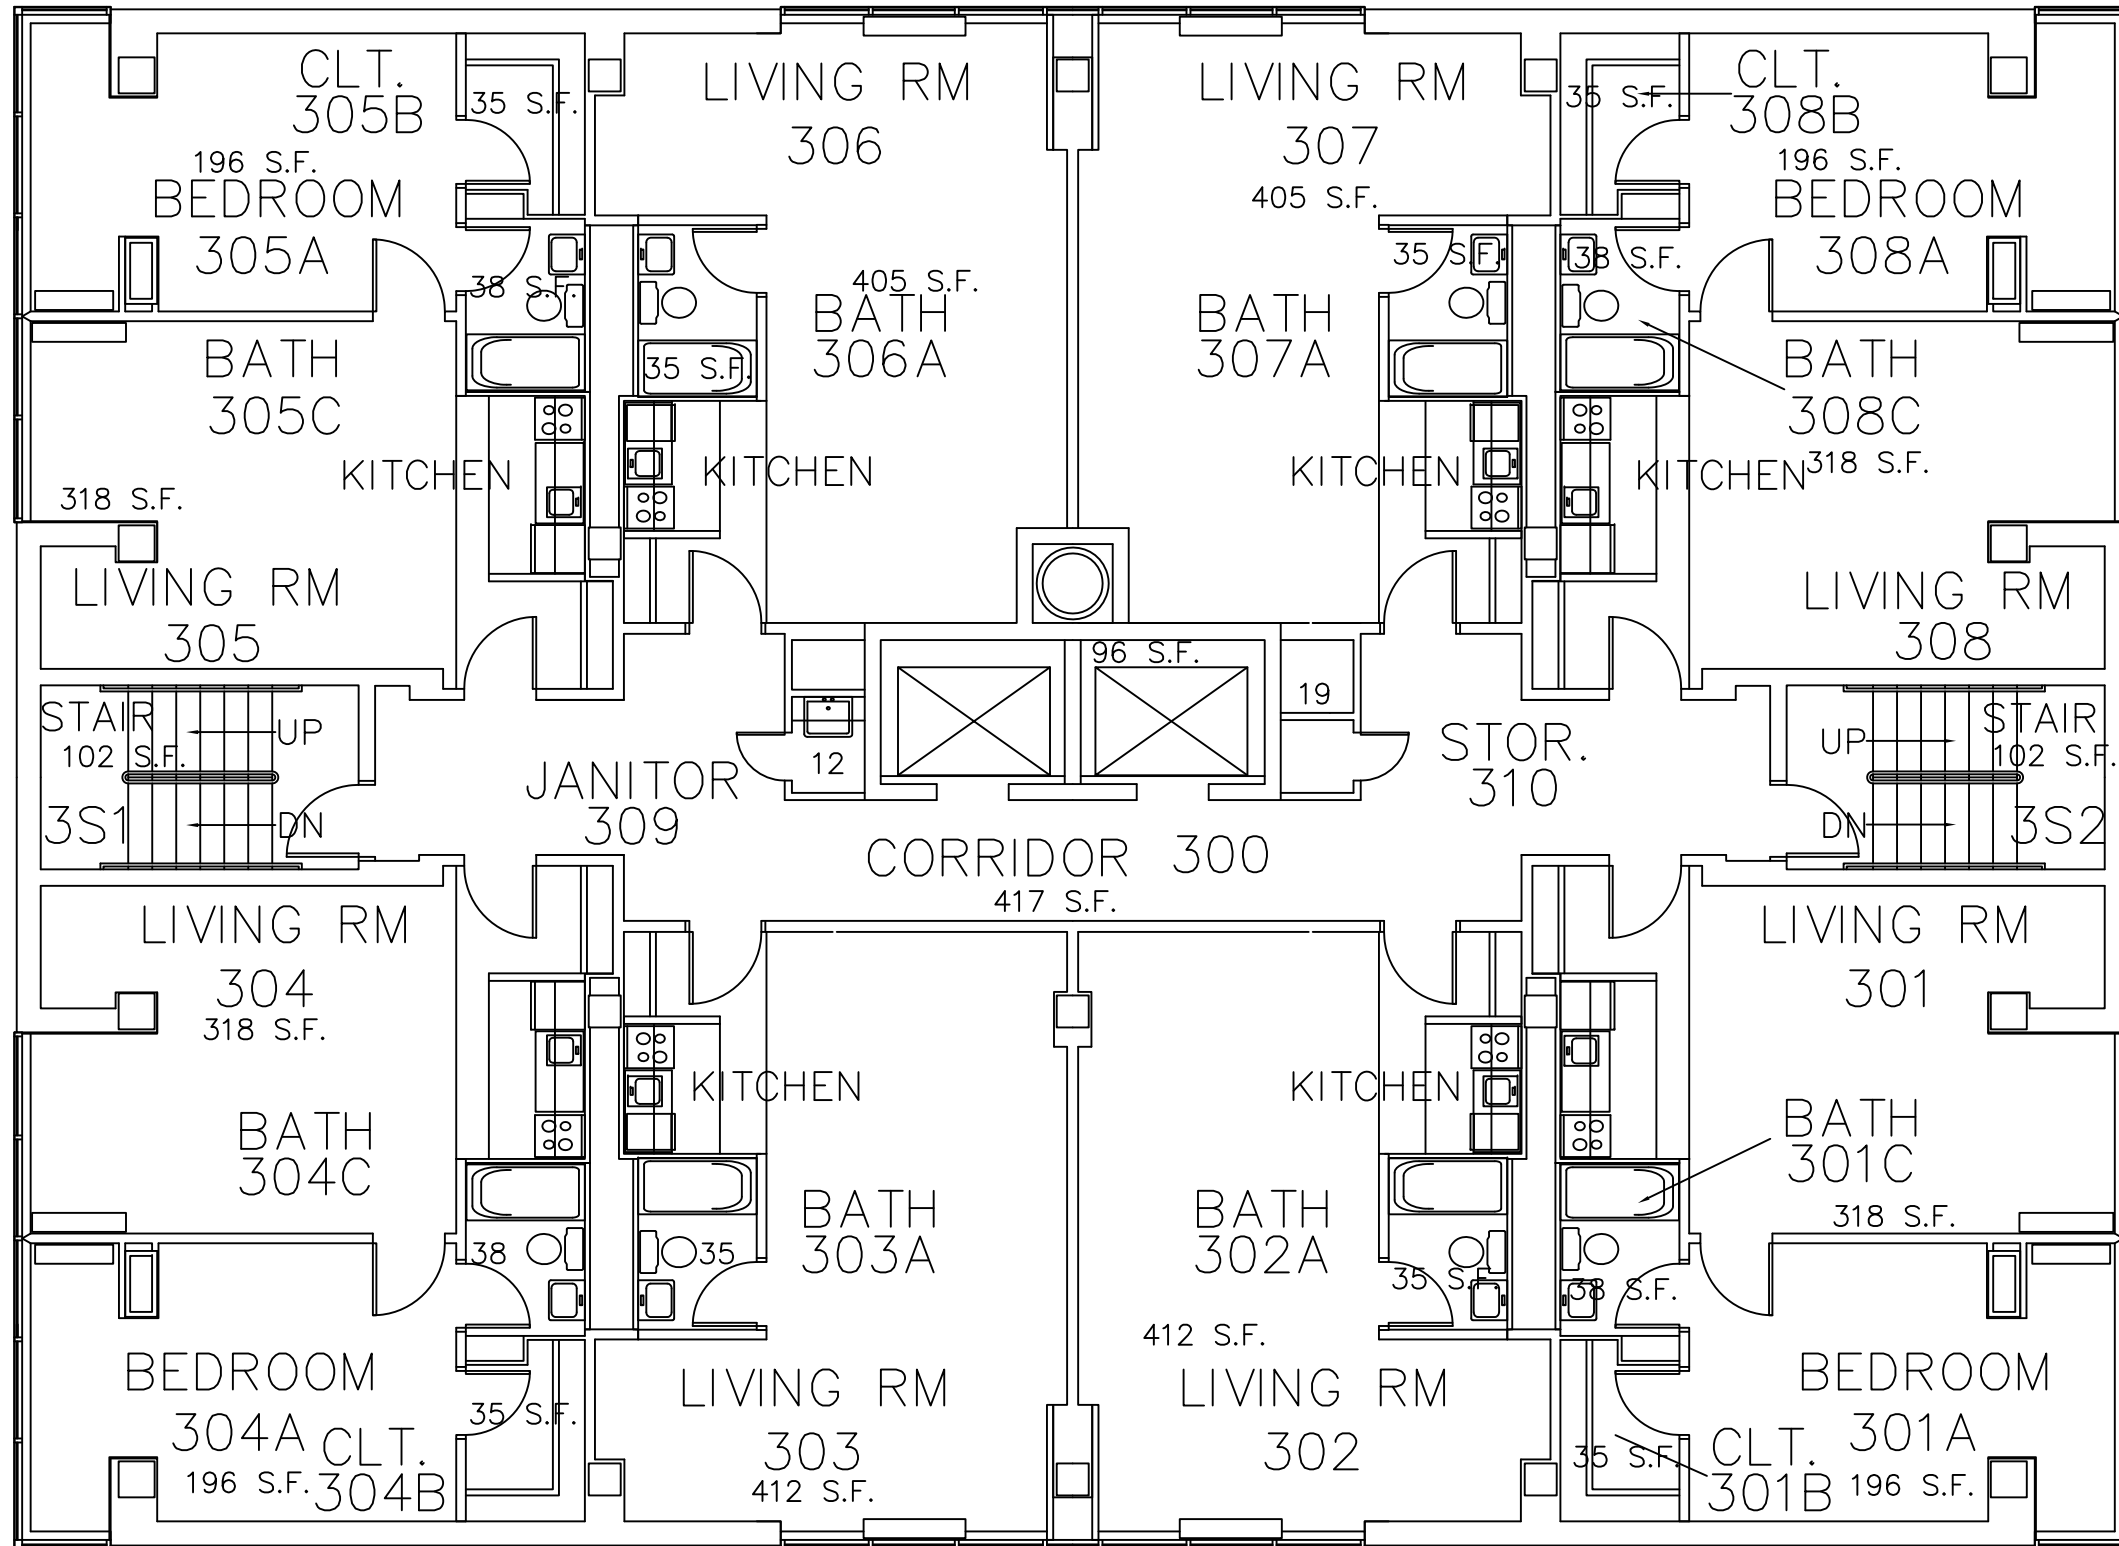 CLT.
305B
35 S.F.
196 S.F.
BEDROOM
305A
38 S.F.
BATH
305C
KITCHEN
318 S.F.
LIVING RM
305
LIVING RM
306
405 S.F.
BATH
306A
35 S.F.
KITCHEN
LIVING RM
307
405 S.F.
35 S.F.
BATH
307A
KITCHEN
35 S.F.
CLT.
308B
196 S.F.
BEDROOM
308A
38 S.F.
BATH
308C
318 S.F.
KITCHEN
LIVING RM
308
STAIR
102 S.F.
3S1
UP
DN
JANITOR
309
12
96 S.F.
19
STOR.
310
CORRIDOR 300
417 S.F.
UP
DN
STAIR
102 S.F.
3S2
LIVING RM
304
318 S.F.
BATH
304C
38
BEDROOM
304A
196 S.F.
CLT.
304B
35 S.F.
KITCHEN
BATH
303A
35
LIVING RM
303
412 S.F.
KITCHEN
BATH
302A
35 S.F.
412 S.F.
LIVING RM
302
LIVING RM
301
BATH
301C
318 S.F.
38 S.F.
BEDROOM
301A
196 S.F.
CLT.
301B
35 S.F.